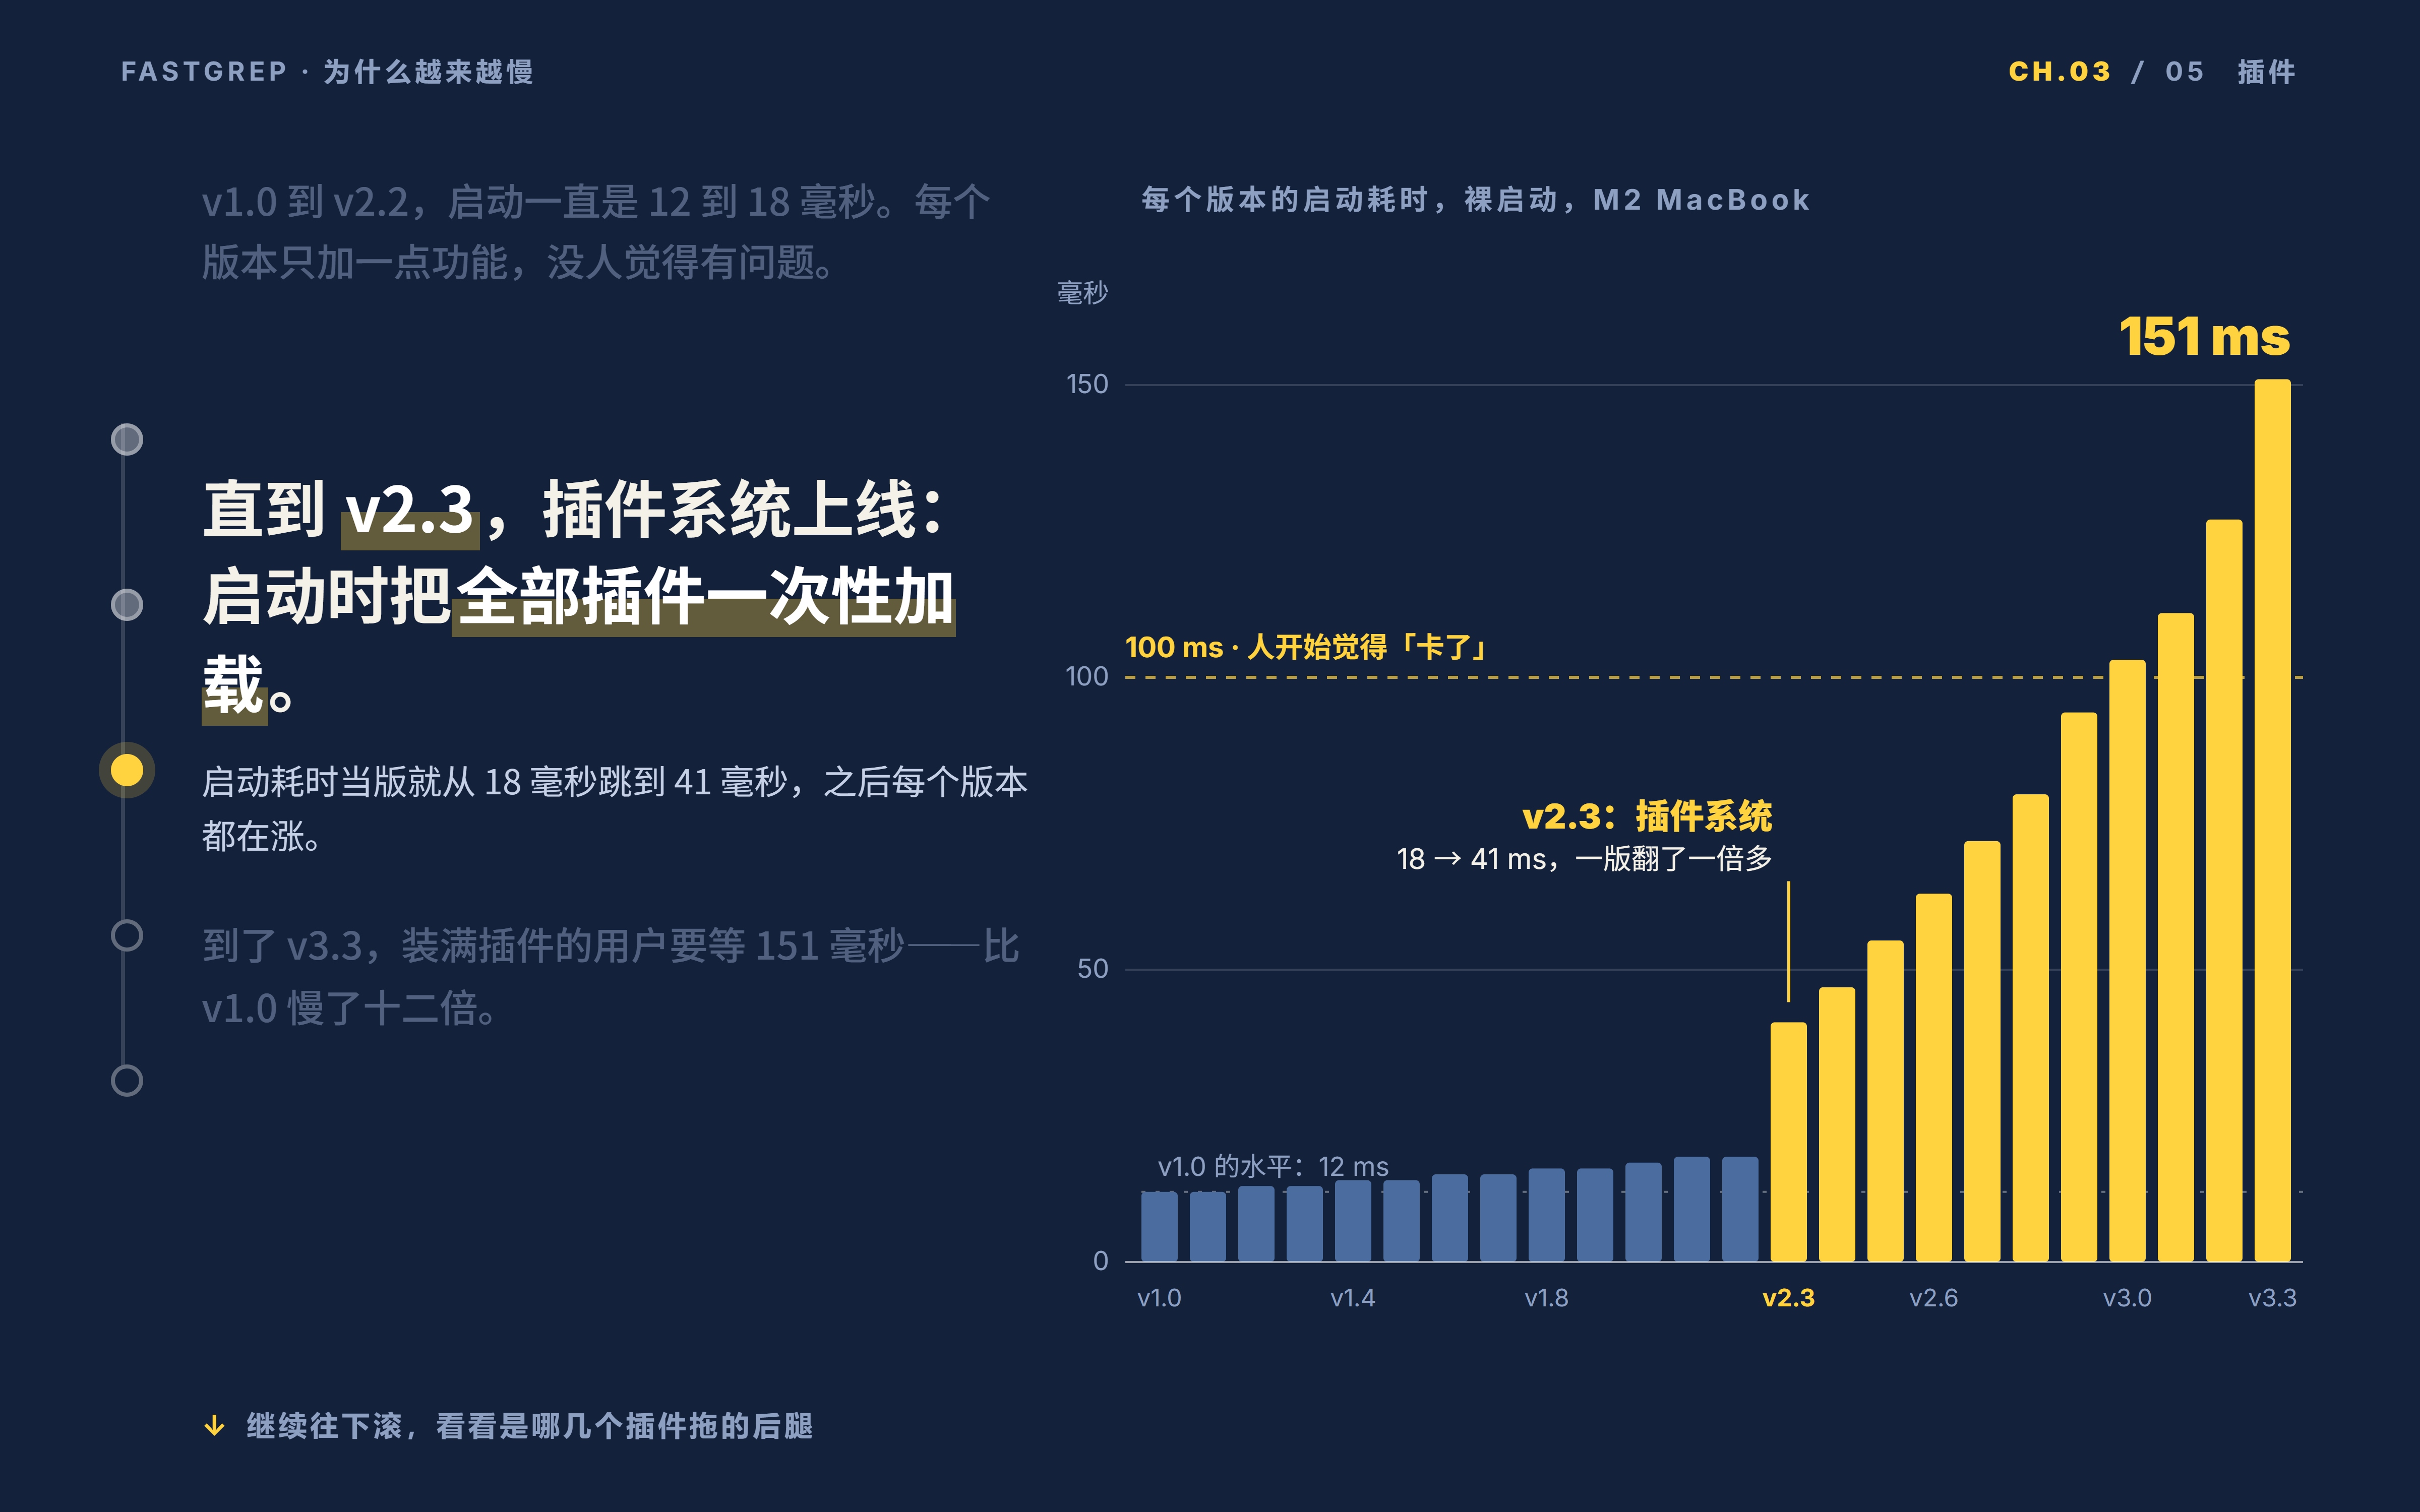 FASTGREP · 为什么越来越慢
CH.03 / 05 插件
v1.0 到 v2.2，启动一直是 12 到 18 毫秒。每个
版本只加一点功能，没人觉得有问题。
直到 v2.3，插件系统上线：
启动时把全部插件一次性加
载。
启动耗时当版就从 18 毫秒跳到 41 毫秒，之后每个版本
都在涨。
到了 v3.3，装满插件的用户要等 151 毫秒——比
v1.0 慢了十二倍。
↓ 继续往下滚，看看是哪几个插件拖的后腿
每个版本的启动耗时，裸启动，M2 MacBook
毫秒
151 ms
150
100 ms · 人开始觉得「卡了」
100
v2.3：插件系统
18 → 41 ms，一版翻了一倍多
50
v1.0 的水平：12 ms
0
v1.0 v1.4 v1.8 v2.3 v2.6 v3.0 v3.3